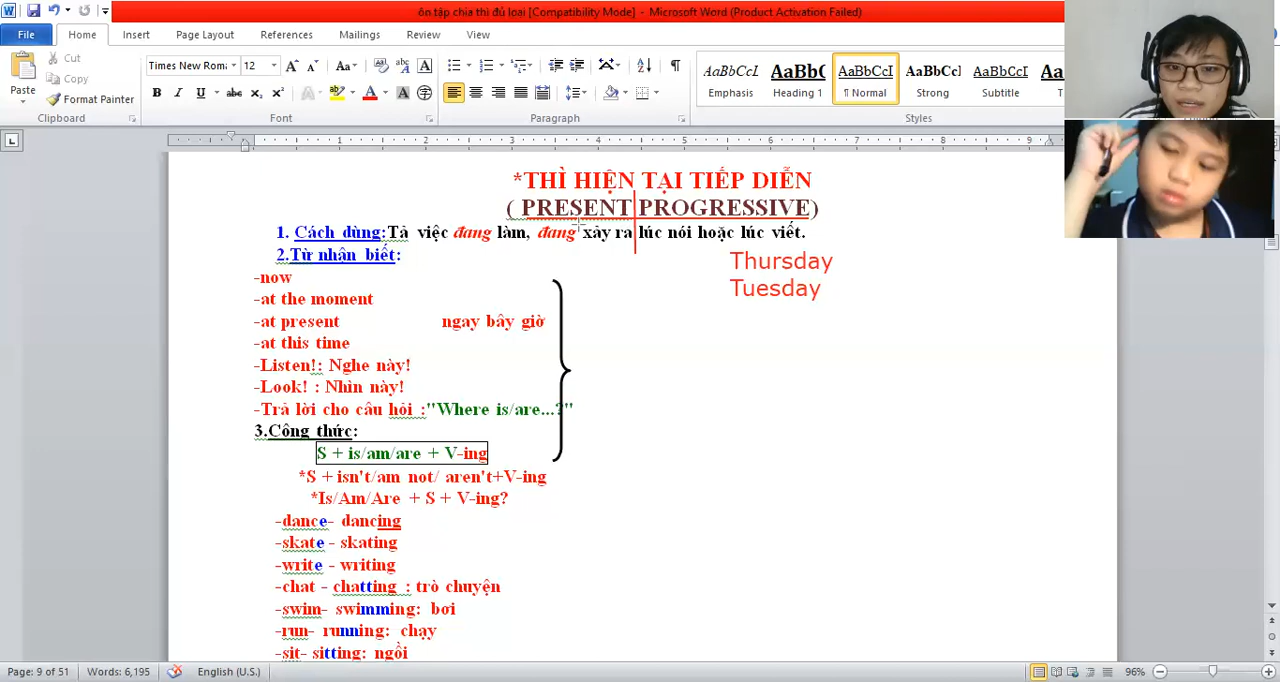 ôn tập chia thì đủ loại [Compatibility Mode] - Microsoft Word (Product Activation Failed)
File Home Insert Page Layout References Mailings Review View
Paste
Cut
Copy
Format Painter
Clipboard
Times New Roma 12
Font
Paragraph
AaBbCcI AaBbC AaBbCcI AaBbCcI AaBbCcI Aa
Emphasis Heading 1 ¶ Normal Strong Subtitle T
Styles
*THÌ HIỆN TẠI TIẾP DIỄN
( PRESENT PROGRESSIVE)
1. Cách dùng:Tả việc đang làm, đang xảy ra lúc nói hoặc lúc viết.
2.Từ nhận biết:
Thursday
Tuesday
-now
-at the moment
-at present ngay bây giờ
-at this time
-Listen!: Nghe này!
-Look! : Nhìn này!
-Trả lời cho câu hỏi :"Where is/are...?"
3.Công thức:
S + is/am/are + V-ing
*S + isn't/am not/ aren't+V-ing
*Is/Am/Are + S + V-ing?
-dance- dancing
-skate - skating
-write - writing
-chat - chatting : trò chuyện
-swim- swimming: bơi
-run- running: chạy
-sit- sitting: ngồi
Page: 9 of 51 Words: 6,195 English (U.S.) 96%